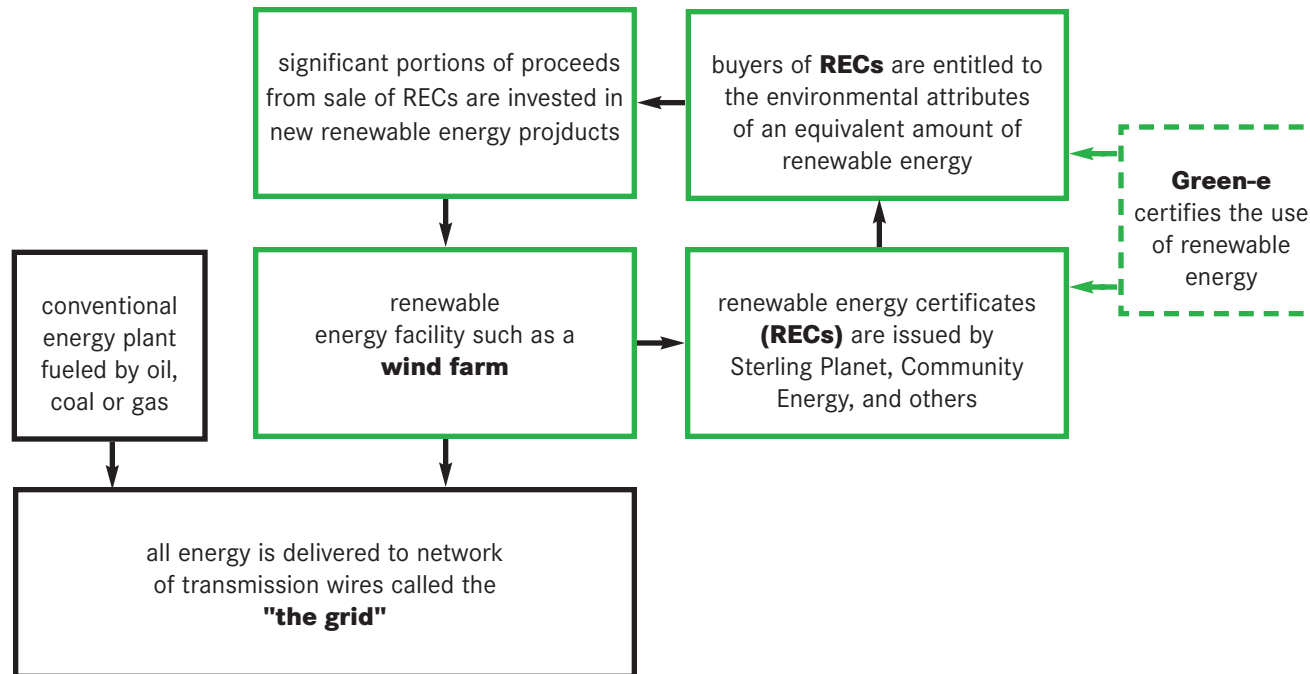 significant portions of proceeds
from sale of RECs are invested in
new renewable energy projducts
buyers of RECs are entitled to
the environmental attributes
of an equivalent amount of
renewable energy
Green-e
certifies the use
of renewable
energy
conventional
energy plant
fueled by oil,
coal or gas
renewable
energy facility such as a
wind farm
renewable energy certificates
(RECs) are issued by
Sterling Planet, Community
Energy, and others
all energy is delivered to network
of transmission wires called the
"the grid"